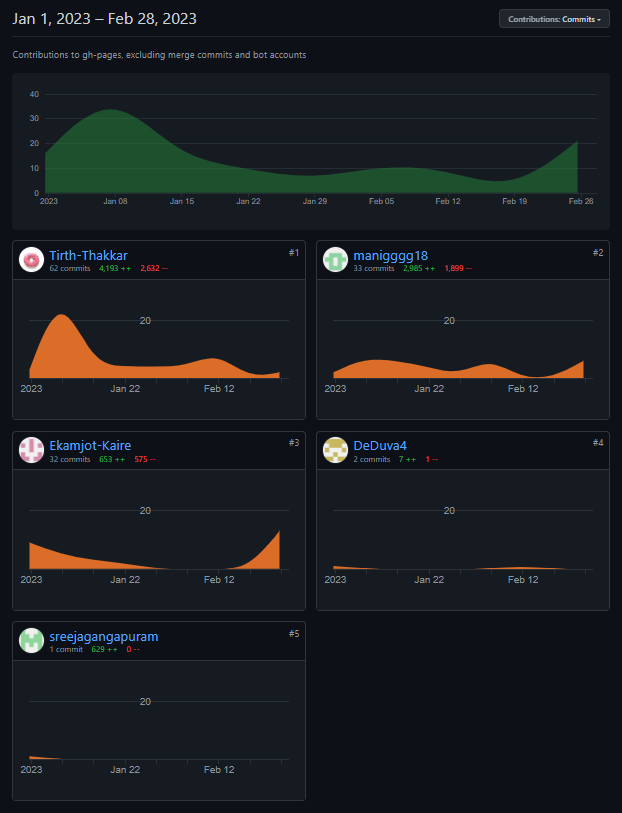 Jan 1, 2023 – Feb 28, 2023
Contributions: Commits
Contributions to gh-pages, excluding merge commits and bot accounts
40
30
20
10
0
2023 Jan 08 Jan 15 Jan 22 Jan 29 Feb 05 Feb 12 Feb 19 Feb 26
Tirth-Thakkar #1
62 commits 4,193 ++ 2,632 --
20
2023 Jan 22 Feb 12
manigggg18 #2
33 commits 2,985 ++ 1,899 --
20
2023 Jan 22 Feb 12
Ekamjot-Kaire #3
32 commits 653 ++ 575 --
20
2023 Jan 22 Feb 12
DeDuva4 #4
2 commits 7 ++ 1 --
20
2023 Jan 22 Feb 12
sreejagangapuram #5
1 commit 629 ++ 0 --
20
2023 Jan 22 Feb 12